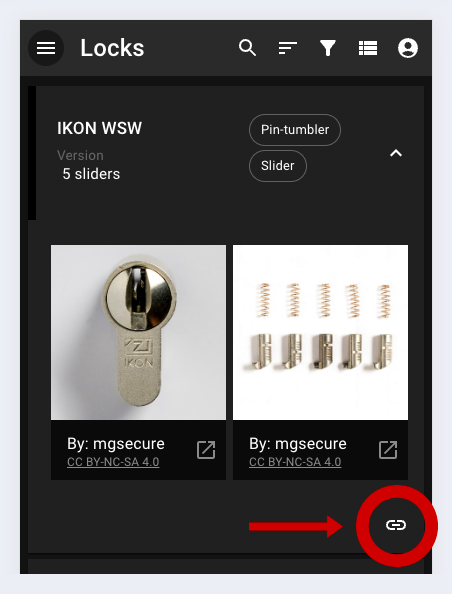 Locks
IKON WSW
Version
5 sliders
Pin-tumbler
Slider
IKON
By: mgsecure
CC BY-NC-SA 4.0
By: mgsecure
CC BY-NC-SA 4.0